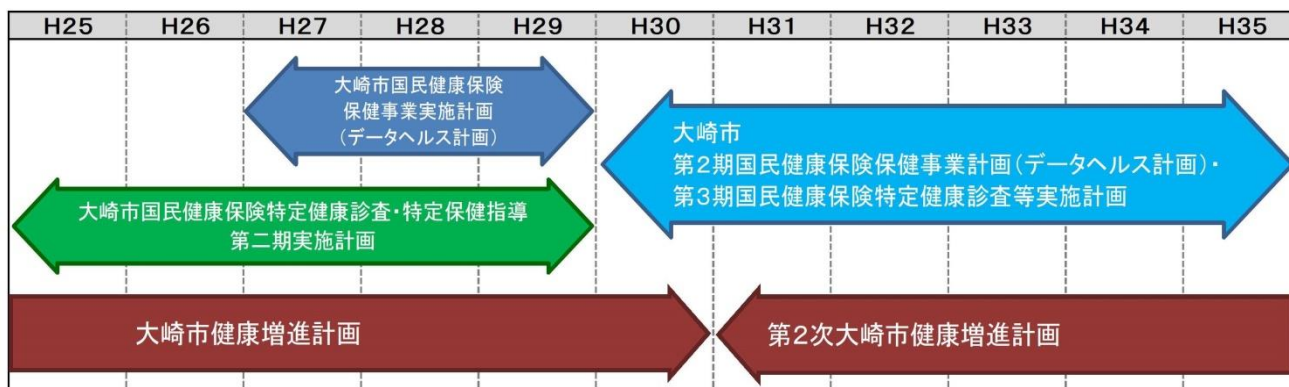 H25 H26 H27 H28 H29 H30 H31 H32 H33 H34 H35
大崎市国民健康保険
保健事業実施計画
(データヘルス計画)
大崎市
第2期国民健康保険保健事業計画(データヘルス計画)・
第3期国民健康保険特定健康診査等実施計画
大崎市国民健康保険特定健康診査・特定保健指導
第二期実施計画
大崎市健康増進計画
第2次大崎市健康増進計画